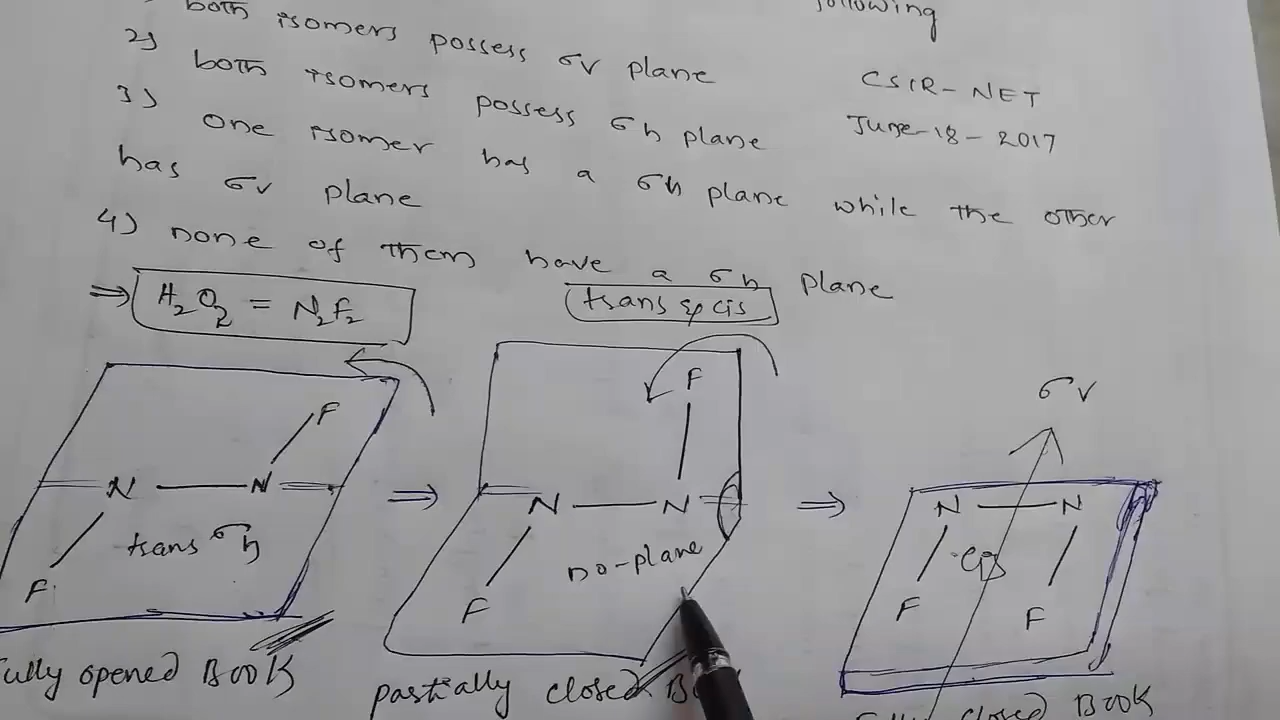 both isomers possess σv plane
following
2) both isomers possess σh plane
CSIR-NET
June-18-2017
3) one isomer has a σh plane while the other
has σv plane
4) none of them have a σh plane
⇒ H2O2 = N2F2
trans & cis
F
N N
trans σh
F
fully opened BOOK
⇒
F
N N
no-plane
F
partially closed B
⇒
σv
N N
cis
F F
closed BOOK